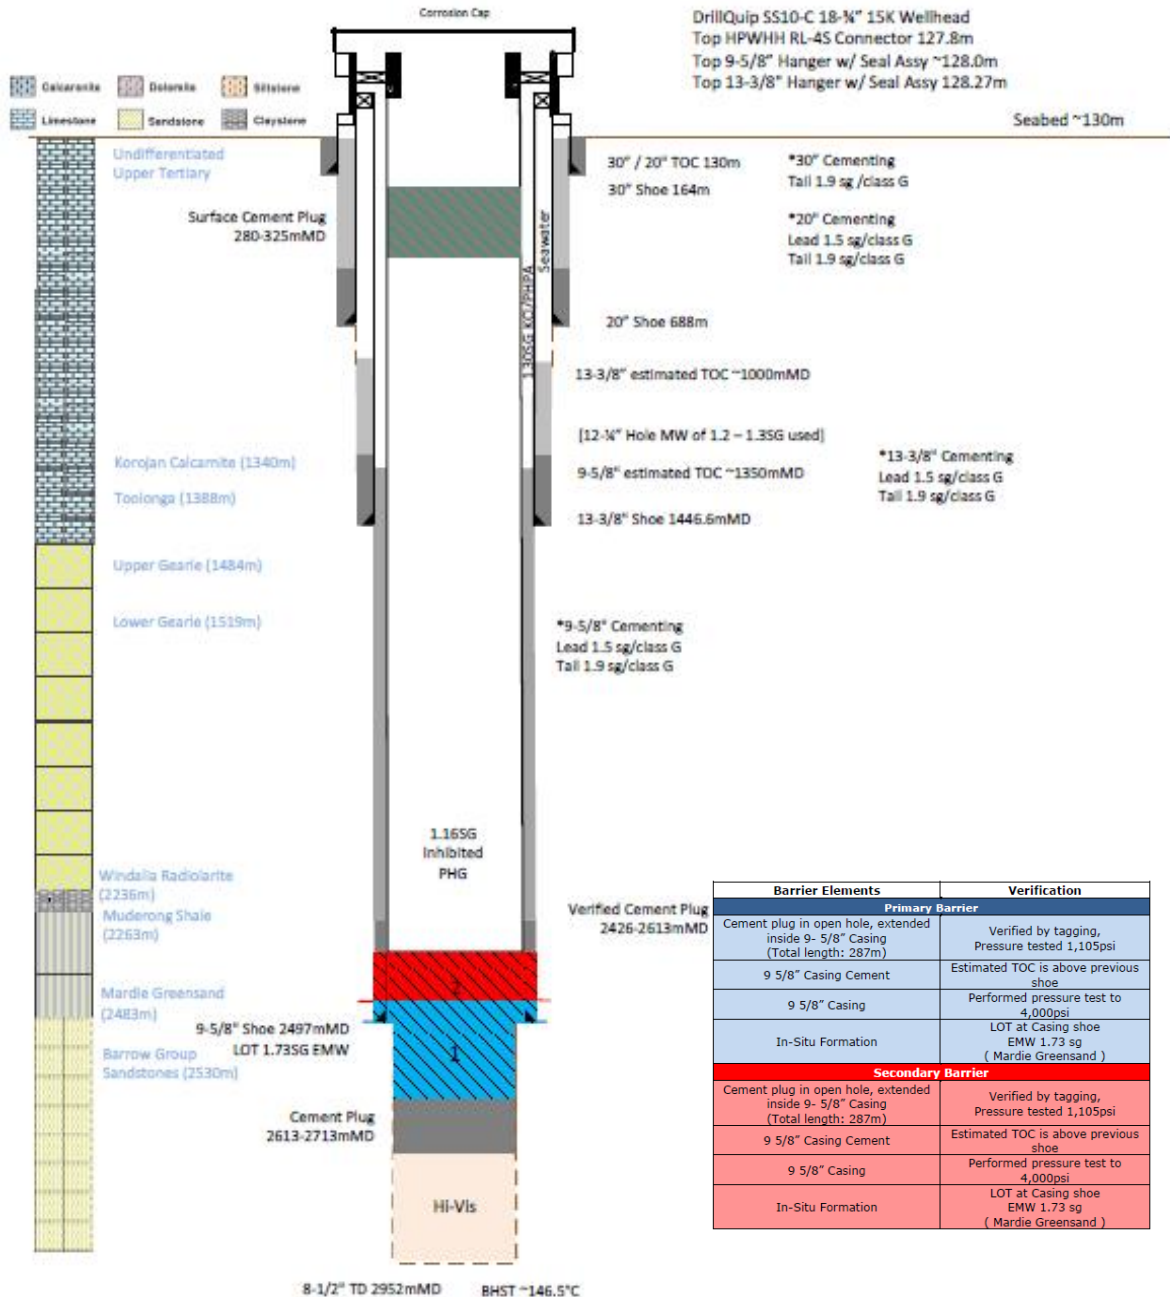 Corrosion Cap
DrillQuip SS10-C 18-¾" 15K Wellhead
Top HPWHH RL-4S Connector 127.8m
Top 9-5/8" Hanger w/ Seal Assy ~128.0m
Top 13-3/8" Hanger w/ Seal Assy 128.27m
Calcarenite
Dolomite
Siltstone
Limestone
Sandstone
Claystone
Seabed ~130m
Undifferentiated
Upper Tertiary
30" / 20" TOC 130m
30" Shoe 164m
*30" Cementing
Tail 1.9 sg /class G
Surface Cement Plug
280-325mMD
*20" Cementing
Lead 1.5 sg/class G
Tail 1.9 sg/class G
Seawater
1.30SG KCl/PHPA
20" Shoe 688m
13-3/8" estimated TOC ~1000mMD
[12-¼" Hole MW of 1.2 – 1.3SG used]
Korojan Calcarnite (1340m)
9-5/8" estimated TOC ~1350mMD
*13-3/8" Cementing
Lead 1.5 sg/class G
Tail 1.9 sg/class G
Toolonga (1388m)
13-3/8" Shoe 1446.6mMD
Upper Gearle (1484m)
Lower Gearle (1519m)
*9-5/8" Cementing
Lead 1.5 sg/class G
Tail 1.9 sg/class G
1.16SG
Inhibited
PHG
Windalia Radiolarite
(2236m)
Muderong Shale
(2263m)
Verified Cement Plug
2426-2613mMD
Mardie Greensand
(2483m)
2
9-5/8" Shoe 2497mMD
LOT 1.73SG EMW
1
Barrow Group
Sandstones (2530m)
Cement Plug
2613-2713mMD
Hi-Vis
8-1/2" TD 2952mMD
BHST ~146.5°C
Barrier Elements
Verification
Primary Barrier
Cement plug in open hole, extended
inside 9- 5/8" Casing
(Total length: 287m)
Verified by tagging,
Pressure tested 1,105psi
9 5/8" Casing Cement
Estimated TOC is above previous
shoe
9 5/8" Casing
Performed pressure test to
4,000psi
In-Situ Formation
LOT at Casing shoe
EMW 1.73 sg
( Mardie Greensand )
Secondary Barrier
Cement plug in open hole, extended
inside 9- 5/8" Casing
(Total length: 287m)
Verified by tagging,
Pressure tested 1,105psi
9 5/8" Casing Cement
Estimated TOC is above previous
shoe
9 5/8" Casing
Performed pressure test to
4,000psi
In-Situ Formation
LOT at Casing shoe
EMW 1.73 sg
( Mardie Greensand )